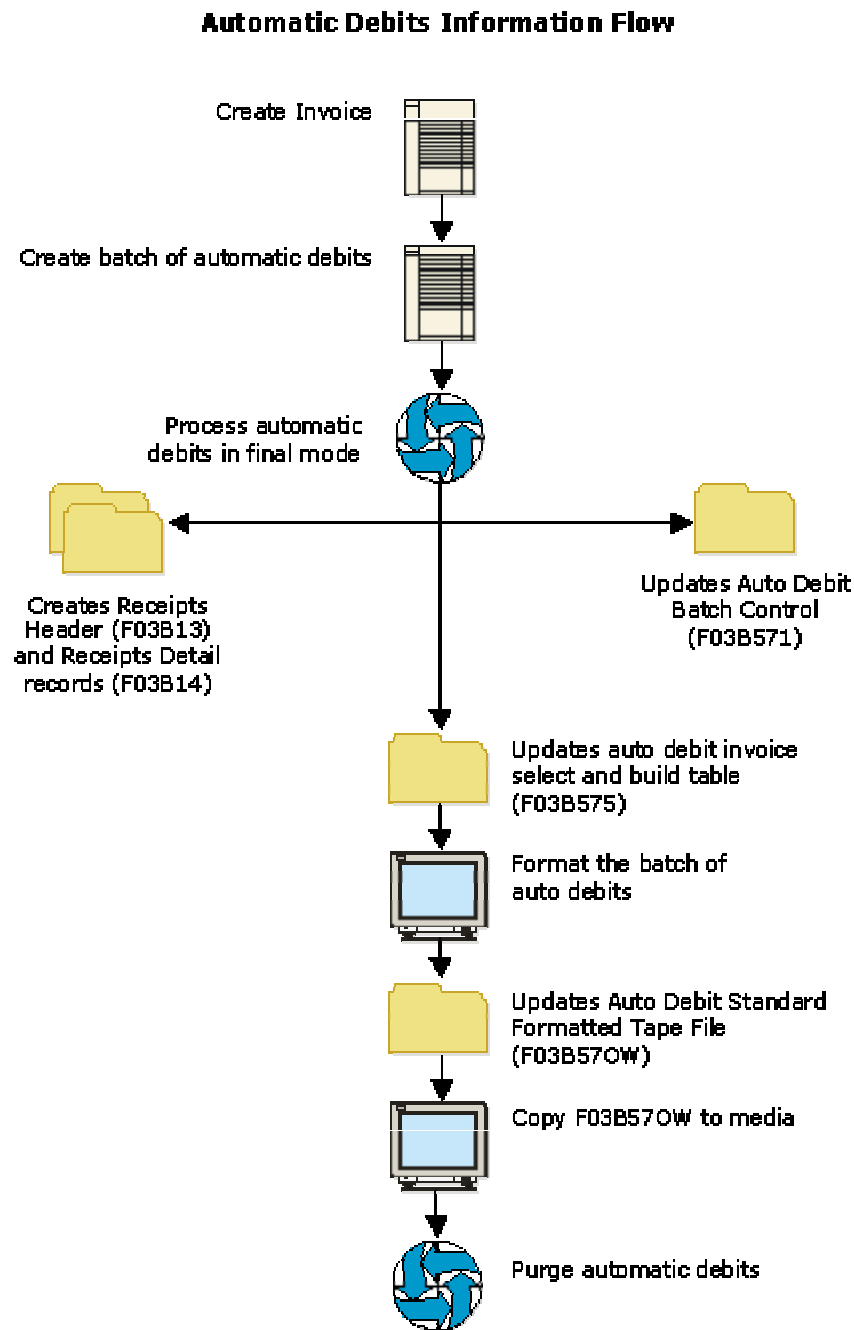 Automatic Debits Information Flow
Create Invoice
Create batch of automatic debits
Process automatic
debits in final mode
Creates Receipts
Header (F03B13)
and Receipts Detail
records (F03B14)
Updates Auto Debit
Batch Control
(F03B571)
Updates auto debit invoice
select and build table
(F03B575)
Format the batch of
auto debits
Updates Auto Debit Standard
Formatted Tape File
(F03B57OW)
Copy F03B57OW to media
Purge automatic debits